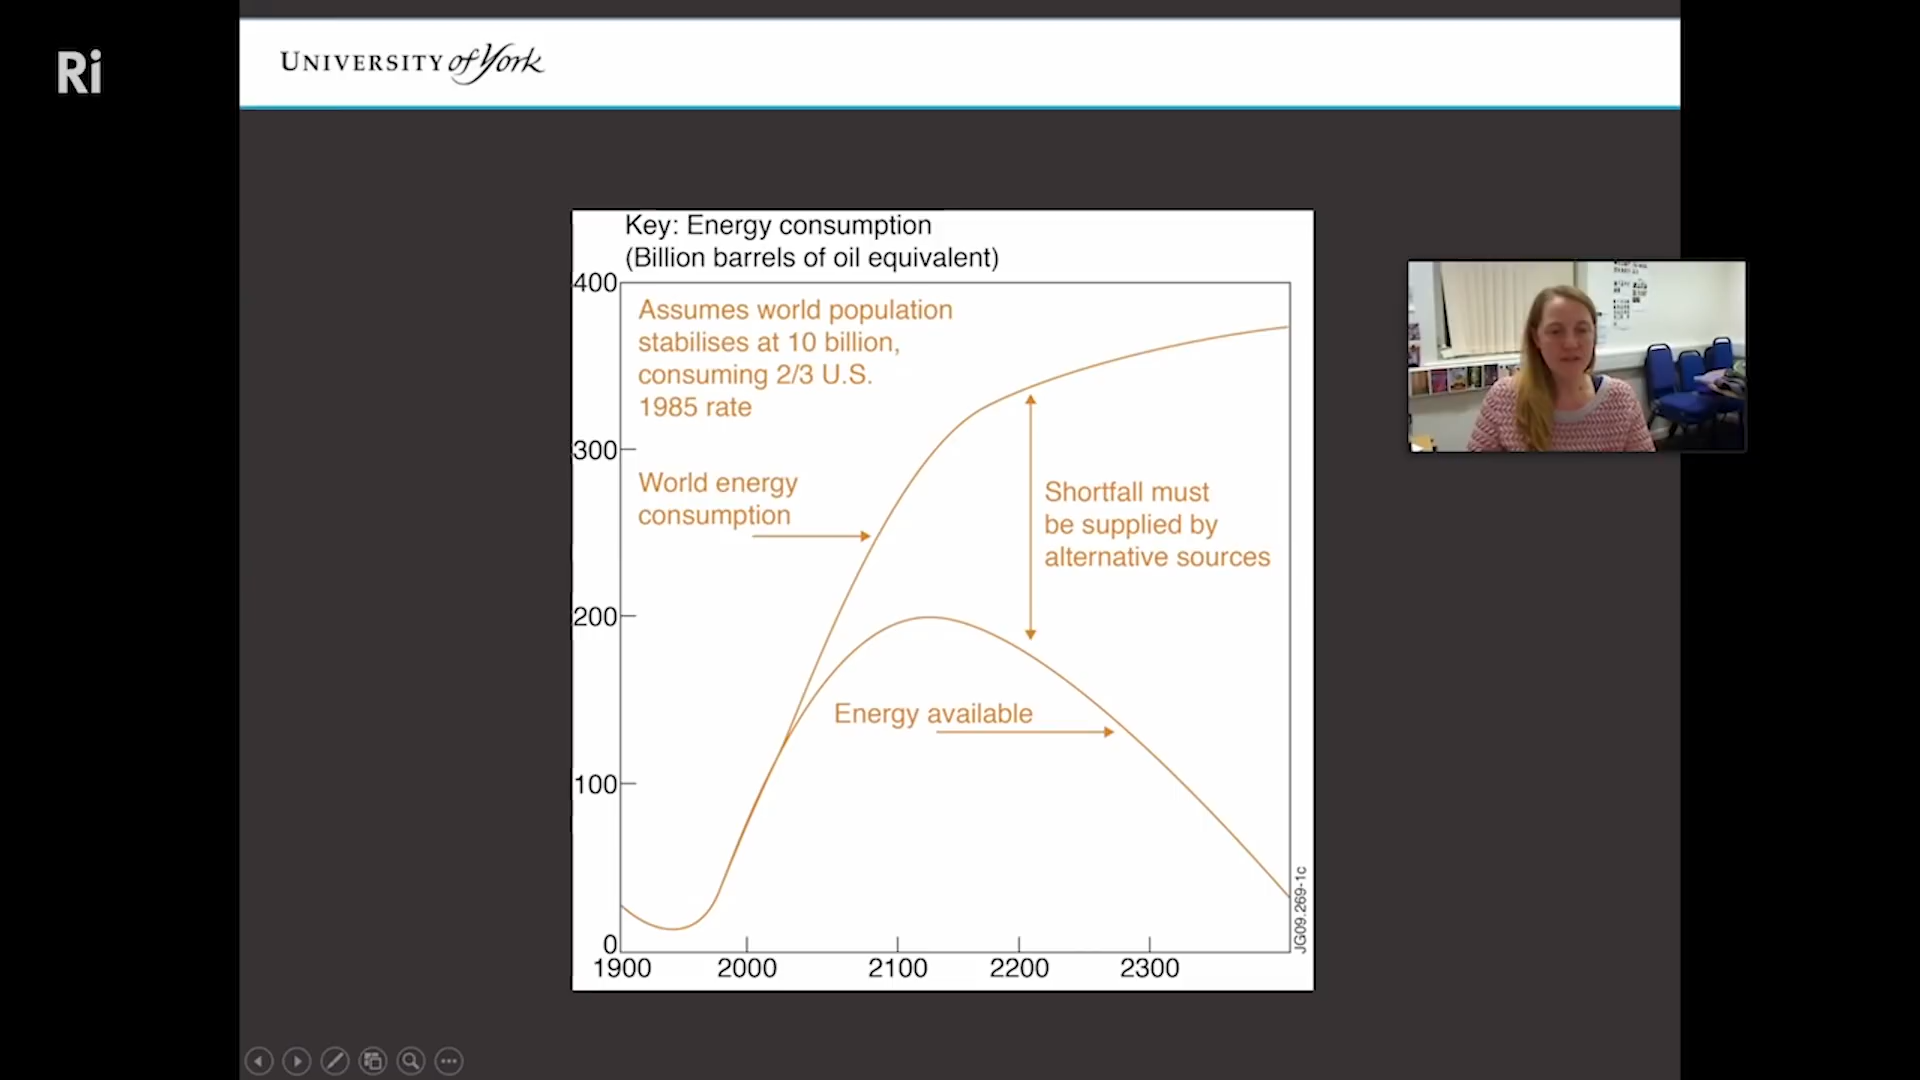 Ri
UNIVERSITY of York
Key: Energy consumption
(Billion barrels of oil equivalent)
400
Assumes world population
stabilises at 10 billion,
consuming 2/3 U.S.
1985 rate
300
World energy
consumption
Shortfall must
be supplied by
alternative sources
200
Energy available
100
0
1900 2000 2100 2200 2300
JG09.269-1c